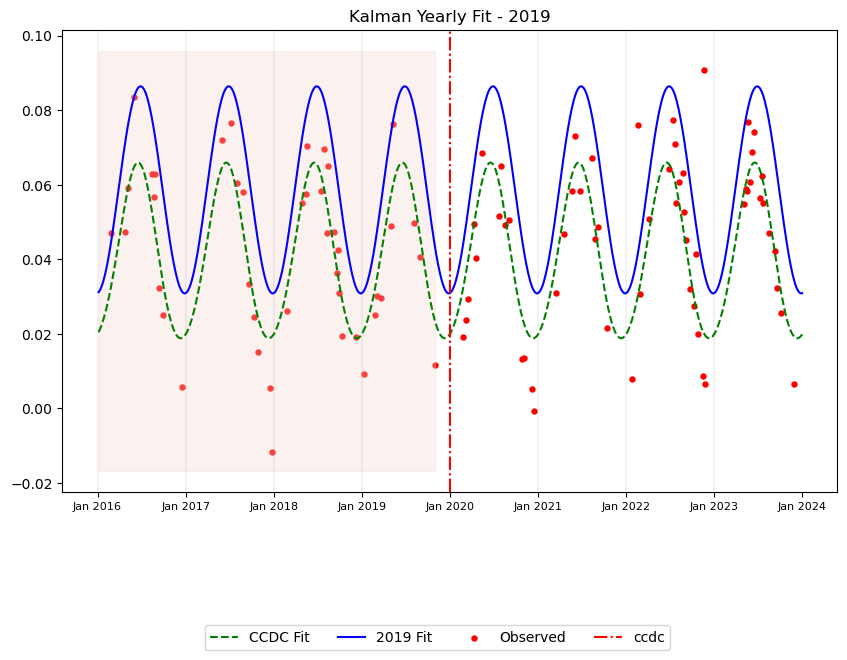 Kalman Yearly Fit - 2019
0.10
0.08
0.06
0.04
0.02
0.00
−0.02
Jan 2016 Jan 2017 Jan 2018 Jan 2019 Jan 2020 Jan 2021 Jan 2022 Jan 2023 Jan 2024
CCDC Fit 2019 Fit Observed ccdc